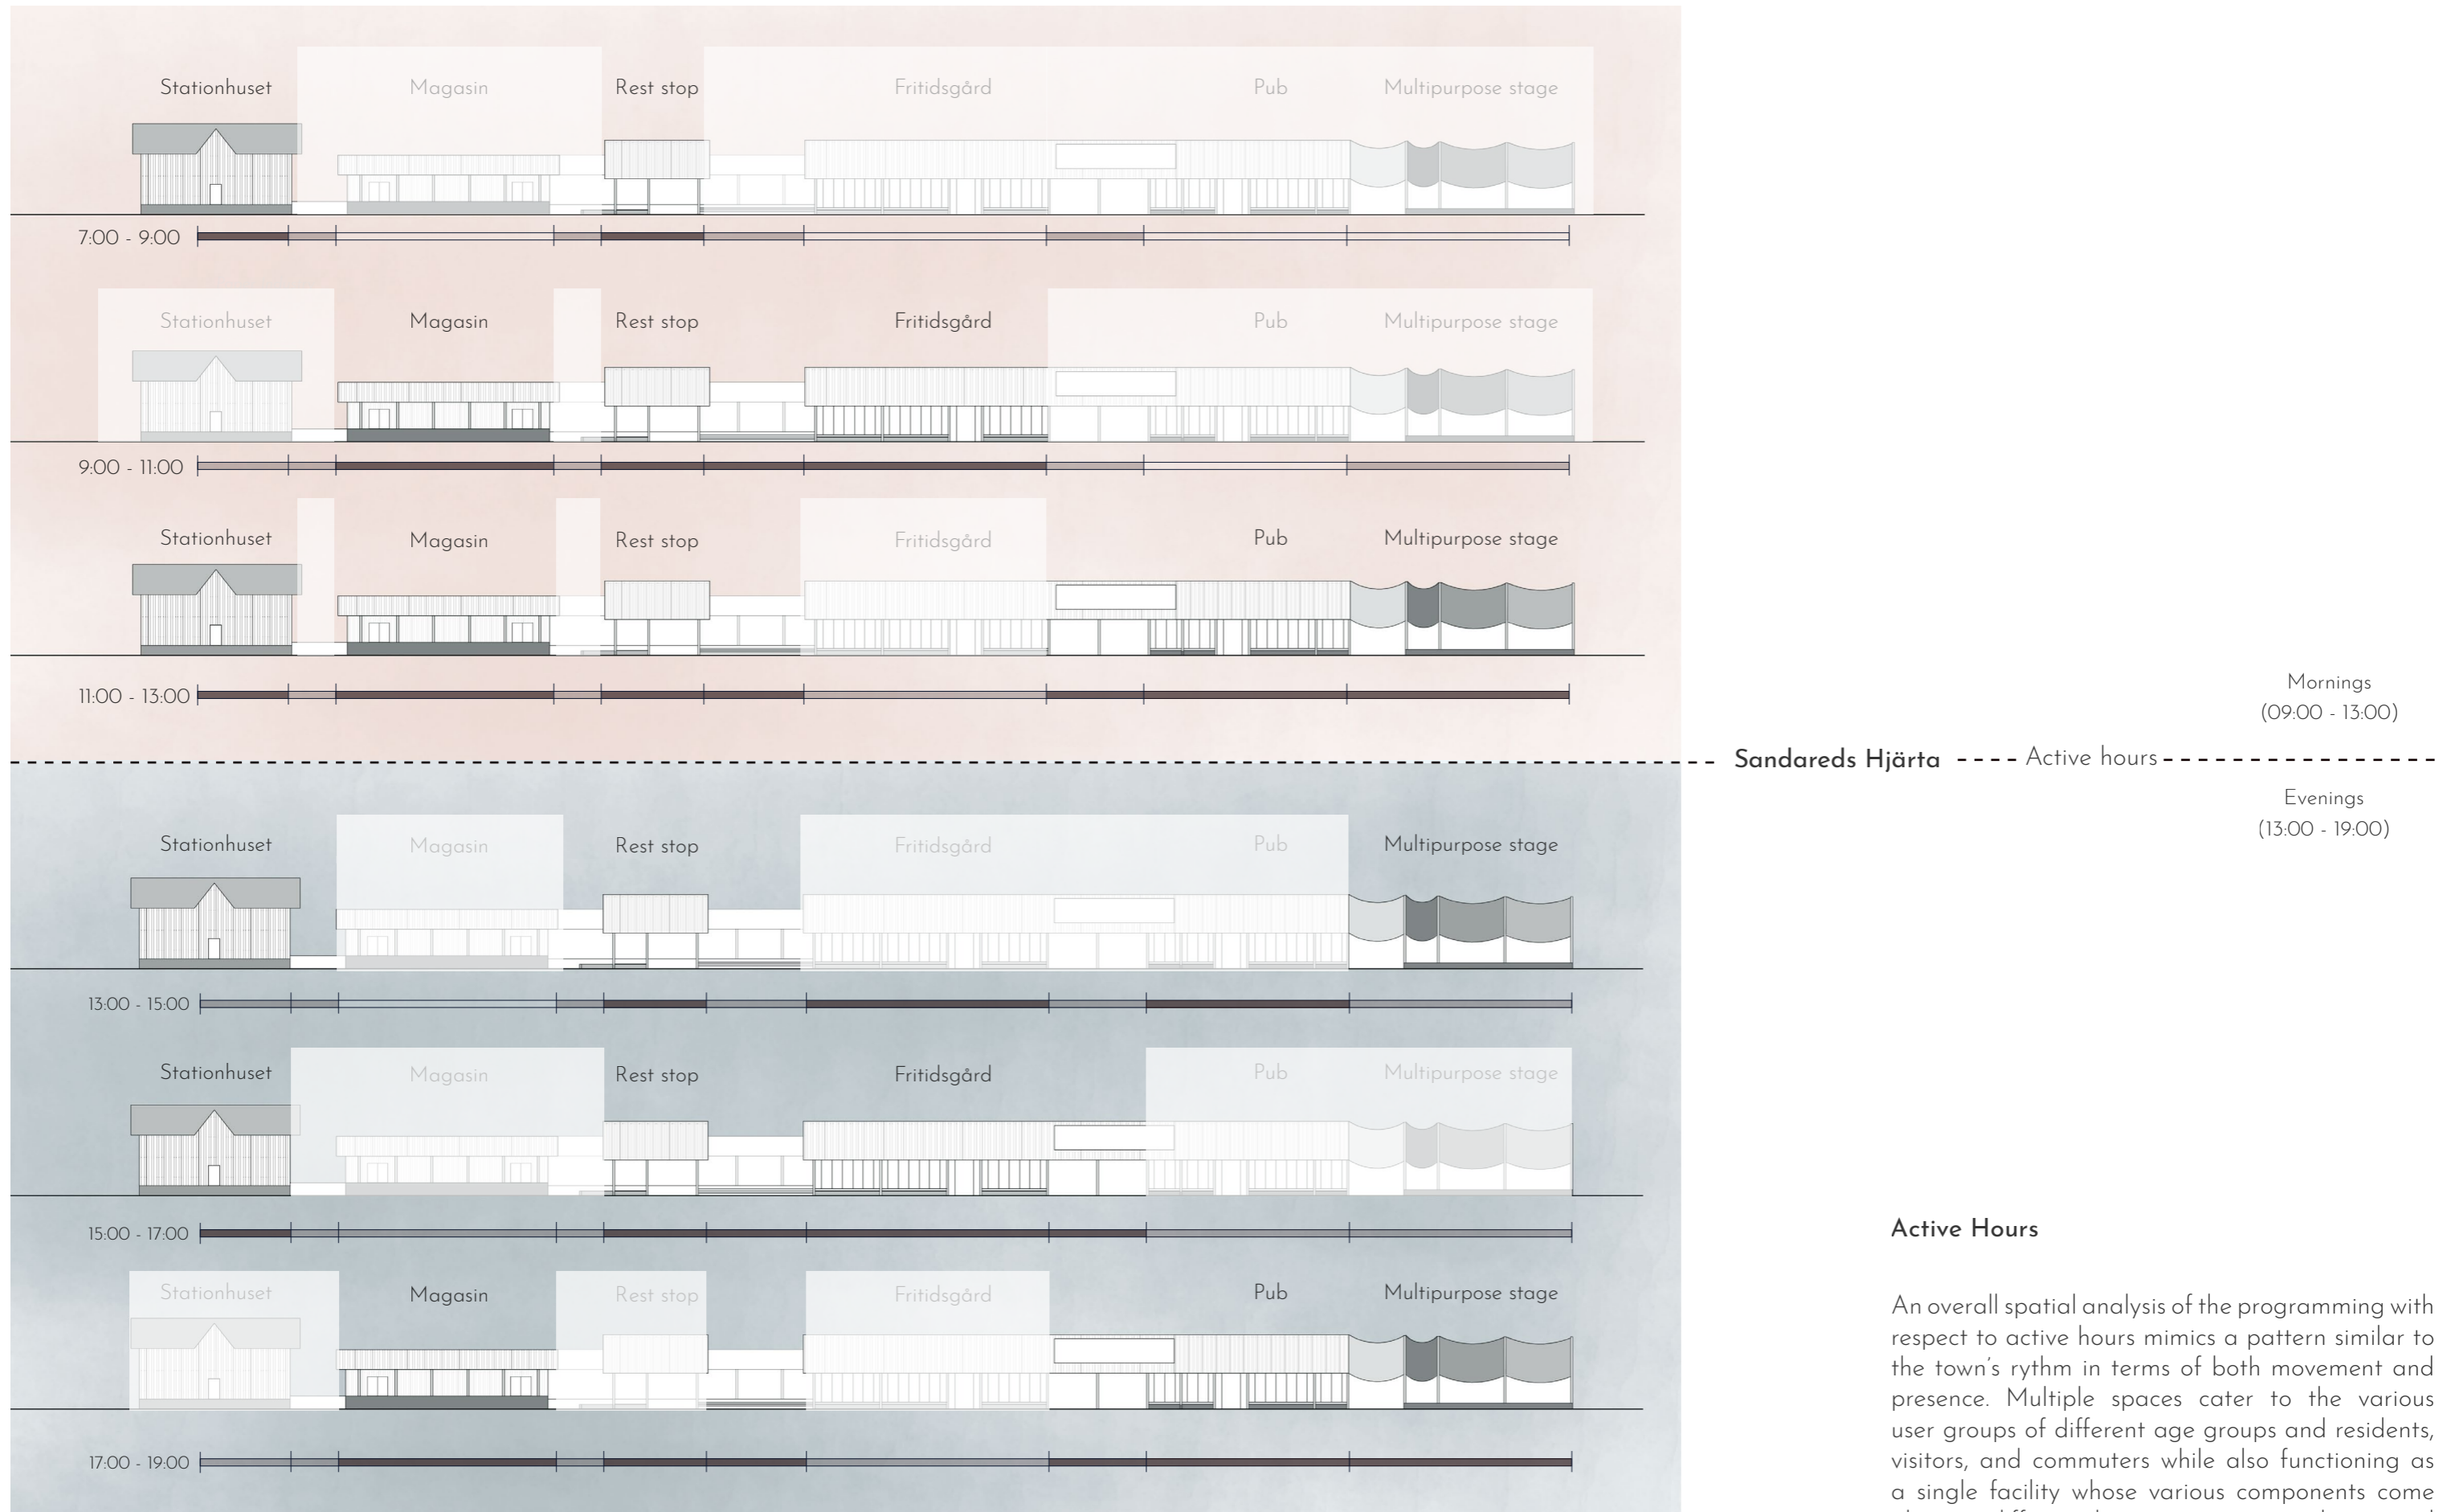 Stationhuset Magasin Rest stop Fritidsgård Pub Multipurpose stage
7:00 - 9:00
Stationhuset Magasin Rest stop Fritidsgård Pub Multipurpose stage
9:00 - 11:00
Stationhuset Magasin Rest stop Fritidsgård Pub Multipurpose stage
11:00 - 13:00
Mornings
(09:00 - 13:00)
Sandareds Hjärta Active hours
Evenings
(13:00 - 19:00)
Stationhuset Magasin Rest stop Fritidsgård Pub Multipurpose stage
13:00 - 15:00
Stationhuset Magasin Rest stop Fritidsgård Pub Multipurpose stage
15:00 - 17:00
Stationhuset Magasin Rest stop Fritidsgård Pub Multipurpose stage
17:00 - 19:00
Active Hours
An overall spatial analysis of the programming with
respect to active hours mimics a pattern similar to
the town's rythm in terms of both movement and
presence. Multiple spaces cater to the various
user groups of different age groups and residents,
visitors, and commuters while also functioning as
a single facility whose various components come